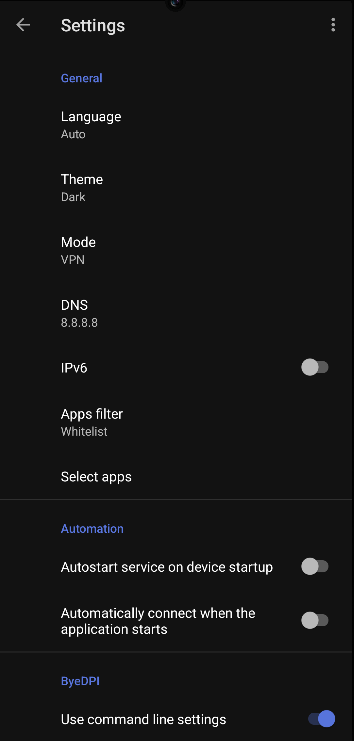 Settings
General
Language
Auto
Theme
Dark
Mode
VPN
DNS
8.8.8.8
IPv6
Apps filter
Whitelist
Select apps
Automation
Autostart service on device startup
Automatically connect when the
application starts
ByeDPI
Use command line settings